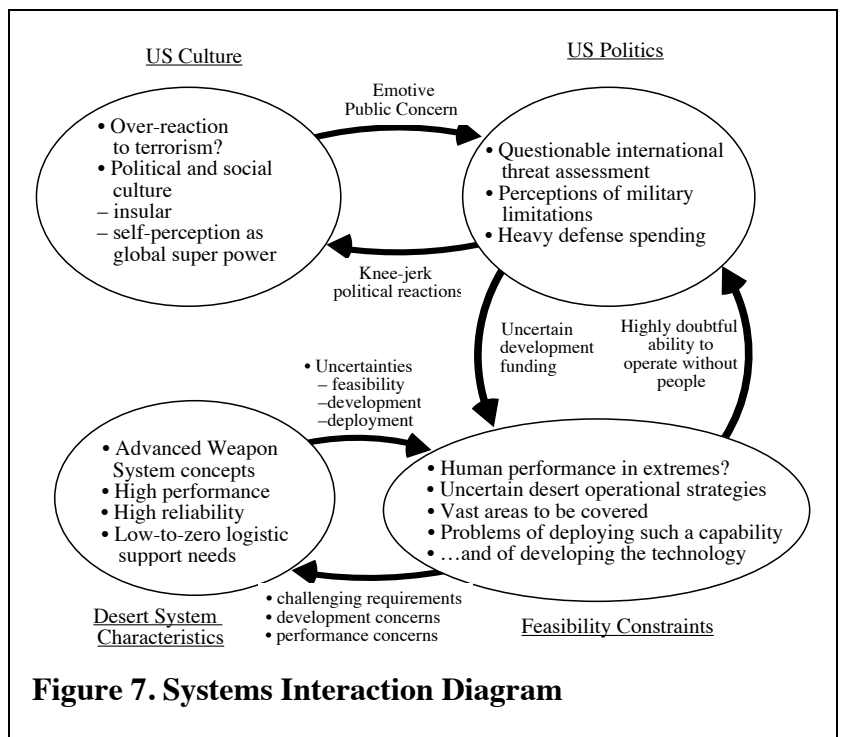 US Culture
US Politics
Emotive
Public Concern
• Over-reaction
to terrorism?
• Political and social
culture
– insular
– self-perception as
global super power
• Questionable international
threat assessment
• Perceptions of military
limitations
• Heavy defense spending
Knee-jerk
political reactions
Uncertain
development
funding
Highly doubtful
ability to
operate without
people
• Uncertainties
– feasibility
–development
–deployment
• Advanced Weapon
System concepts
• High performance
• High reliability
• Low-to-zero logistic
support needs
• Human performance in extremes?
• Uncertain desert operational strategies
• Vast areas to be covered
• Problems of deploying such a capability
• …and of developing the technology
• challenging requirements
• development concerns
• performance concerns
Desert System
Characteristics
Feasibility Constraints
Figure 7. Systems Interaction Diagram